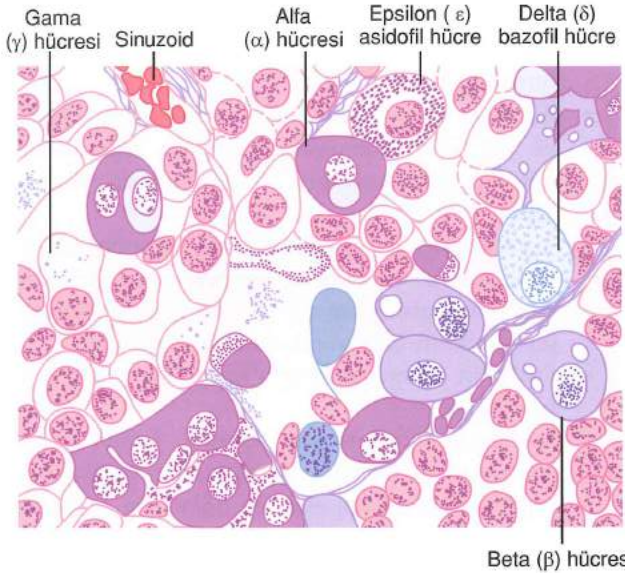 Gama
(γ) hücresi
Sinuzoid
Alfa
(α) hücresi
Epsilon ( ε)
asidofil hücre
Delta (δ)
bazofil hücre
Beta (β) hücres